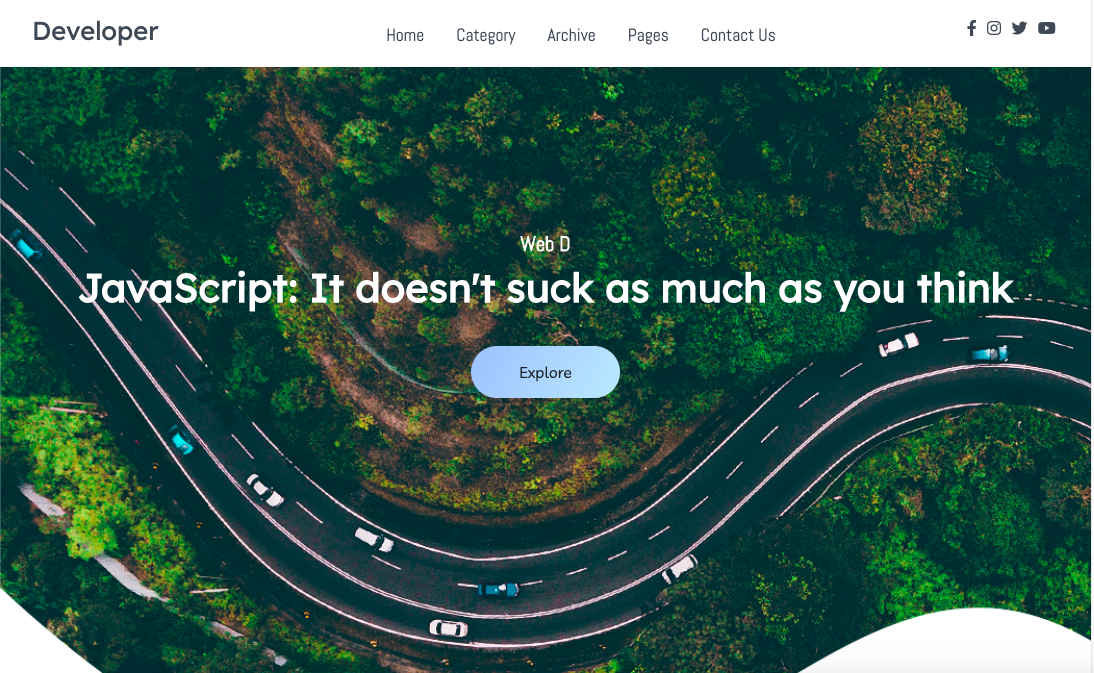 Developer
Home Category Archive Pages Contact Us
Web D
JavaScript: It doesn't suck as much as you think
Explore